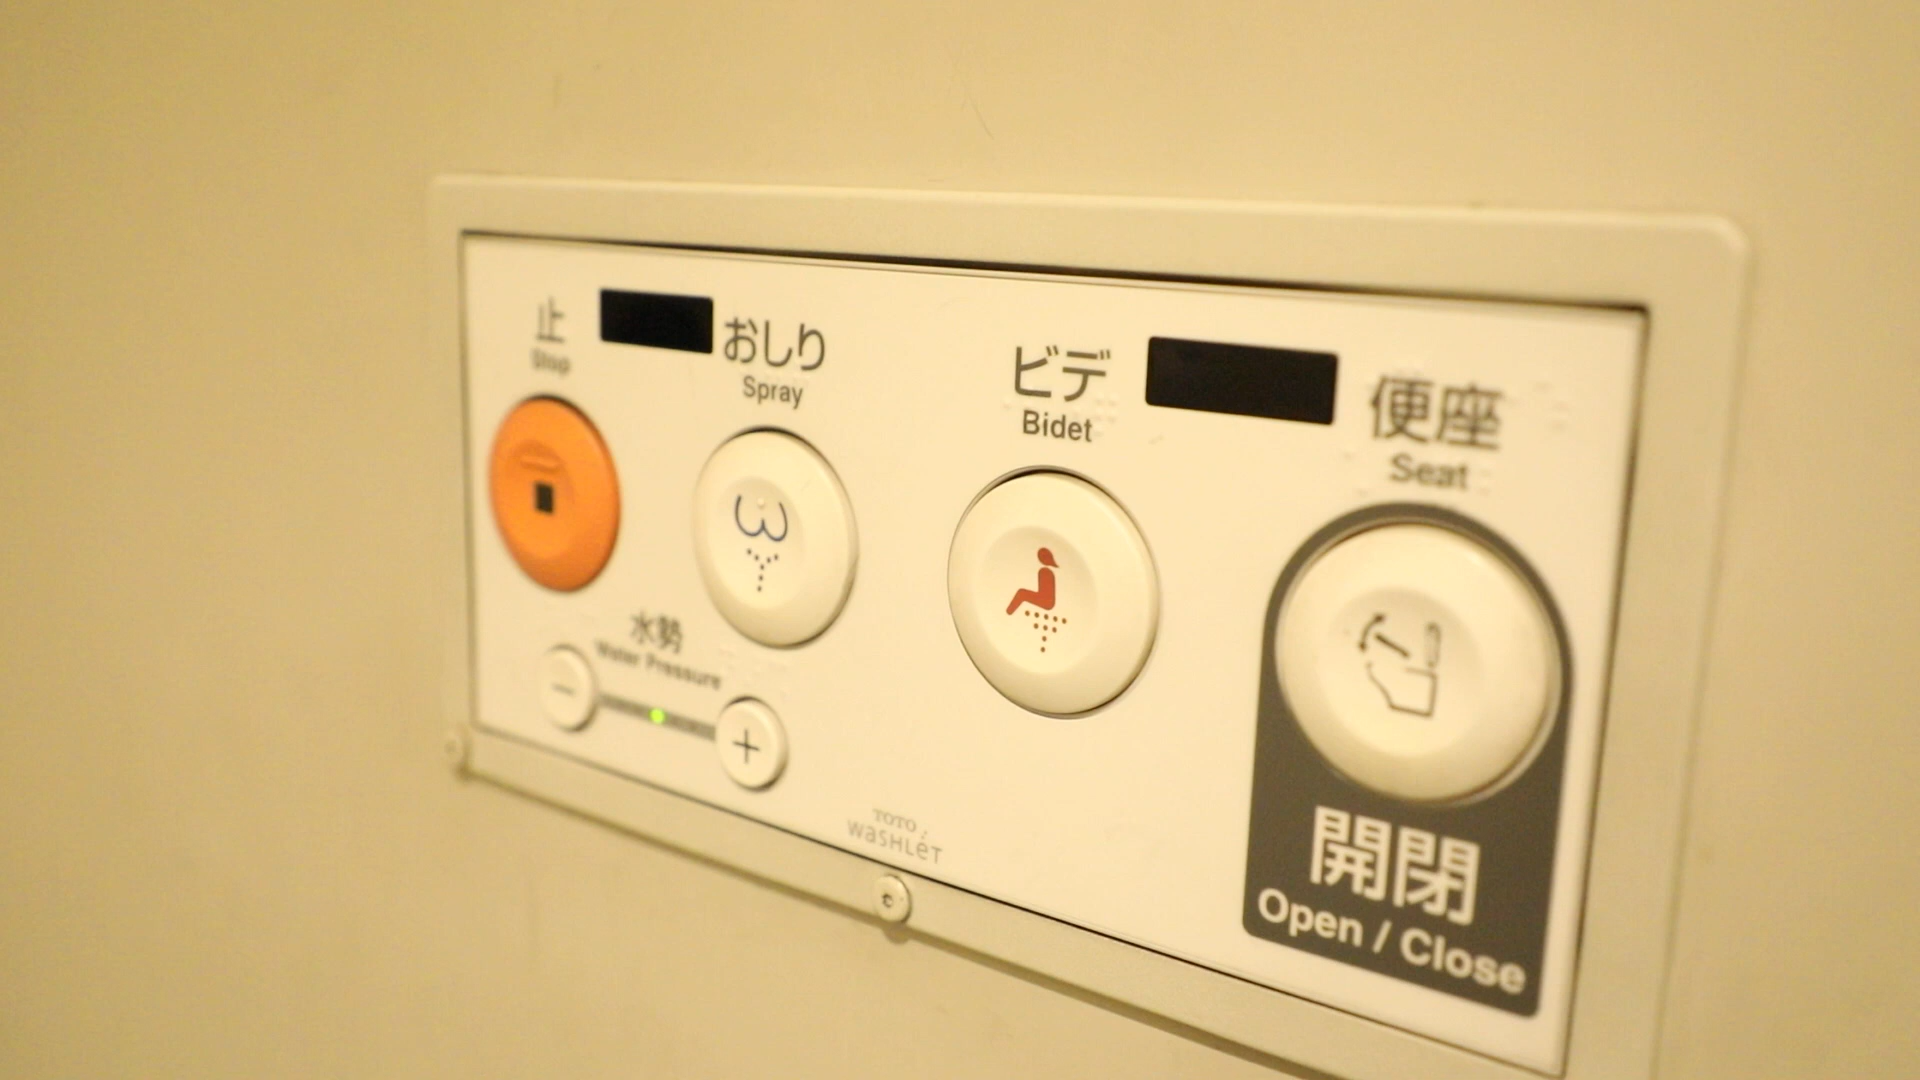 止
Stop
おしり
Spray
ビデ
Bidet
便座
Seat
水勢
Water Pressure
−
+
開閉
Open / Close
TOTO
WASHLET